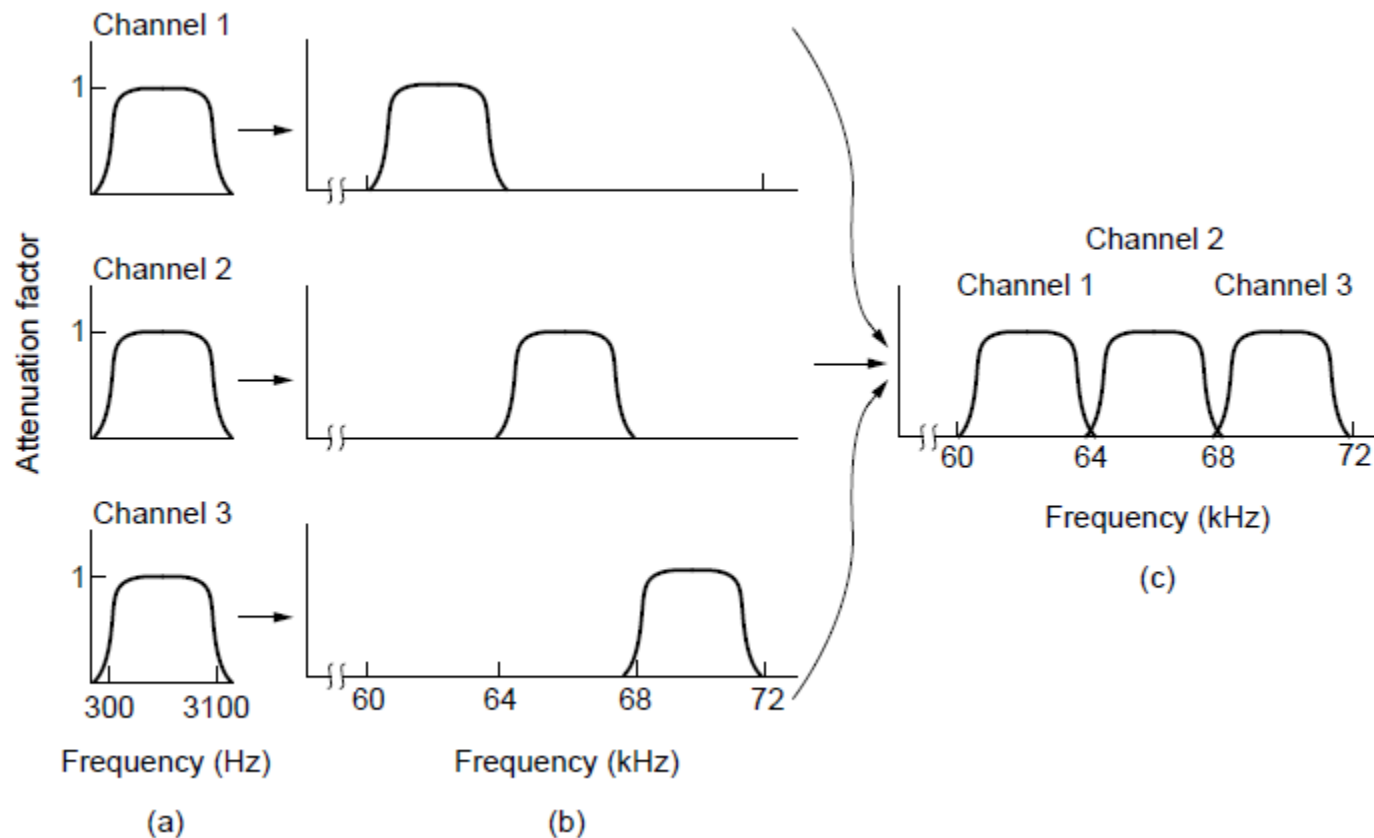 Attenuation factor
Channel 1
1
Channel 2
1
Channel 3
1
300 3100
Frequency (Hz)
(a)
60 64 68 72
Frequency (kHz)
(b)
Channel 2
Channel 1 Channel 3
60 64 68 72
Frequency (kHz)
(c)